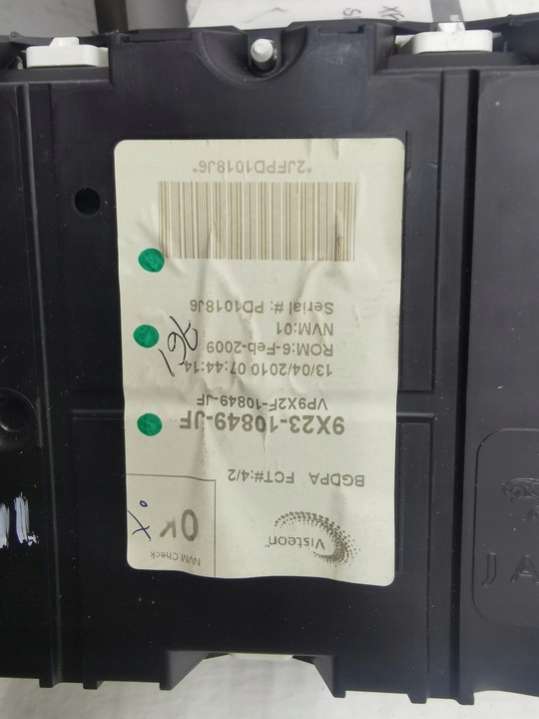 Visteon
NVM Check
OK
BGDPA FCT#:4/2
9X23-10849-JF
VP9X2F-10849-JF
13/04/2010 07:44:14
ROM:6-Feb-2009
NVM:01
Serial #: PD1018J6
*2JFPD1018J6*
JA